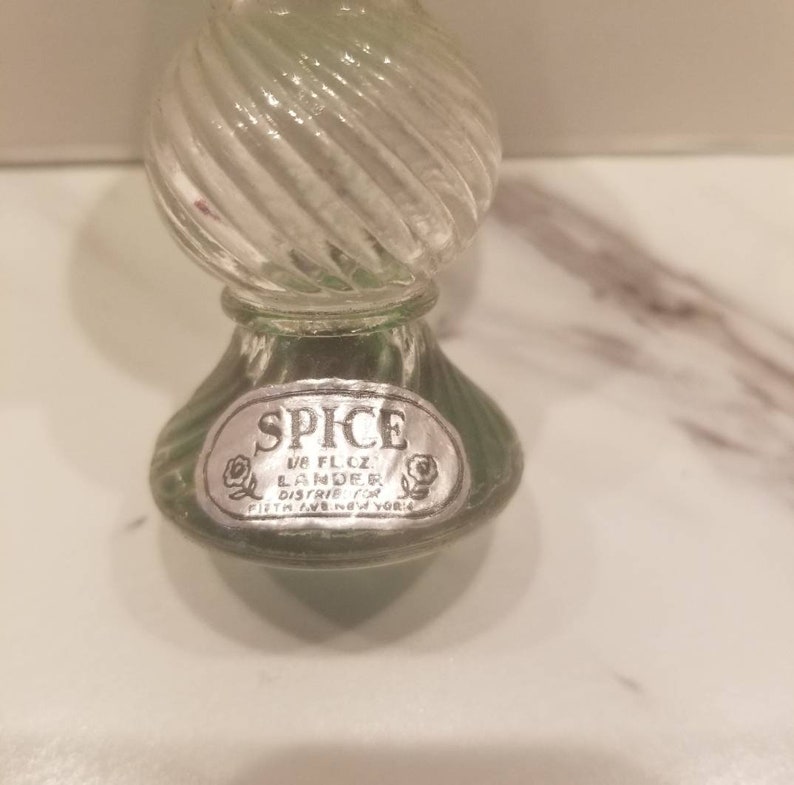 SPICE
1/8 FL. OZ.
LANDER
DISTRIBUTOR
FIFTH AVE. NEW YORK